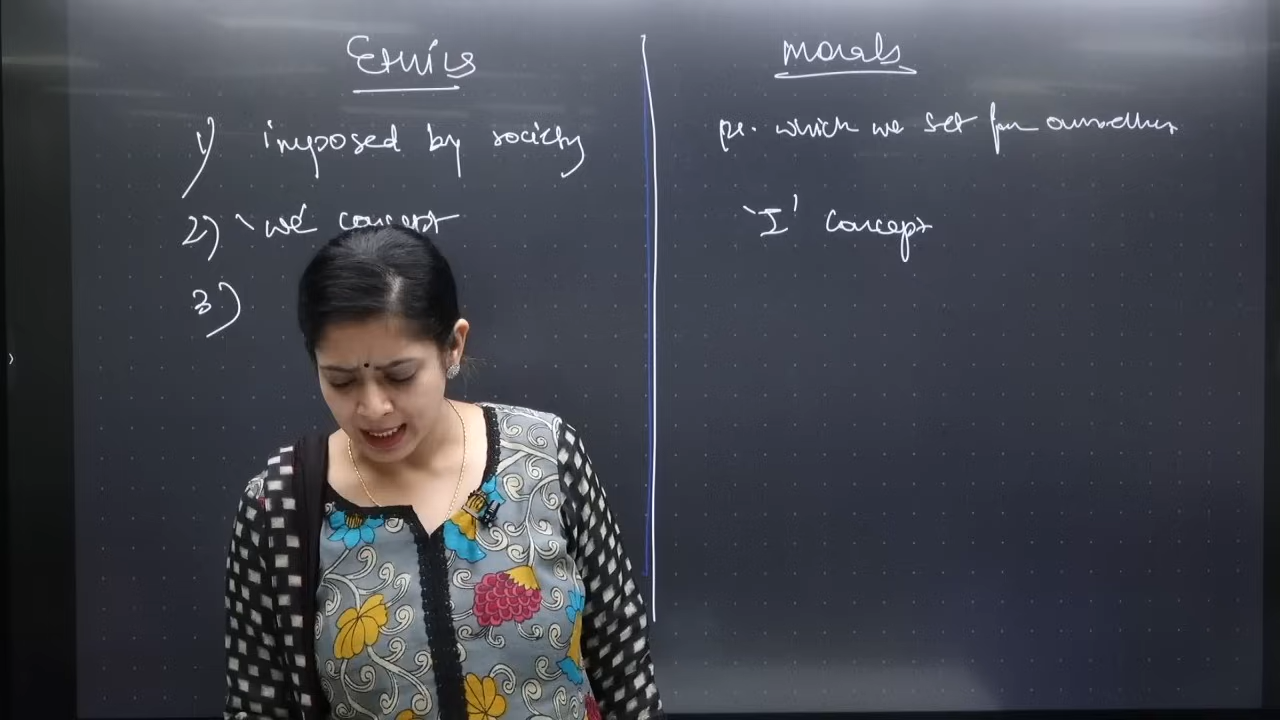 Ethics
1) imposed by society
2) 'we' concept
3)
Morals
pr. which we set for ourselves
'I' concept